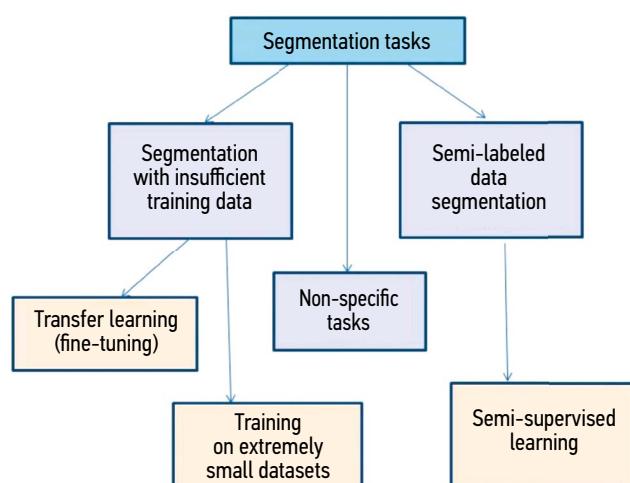 Segmentation tasks
Segmentation
with insufficient
training data
Semi-labeled
data
segmentation
Non-specific
tasks
Transfer learning
(fine-tuning)
Training
on extremely
small datasets
Semi-supervised
learning